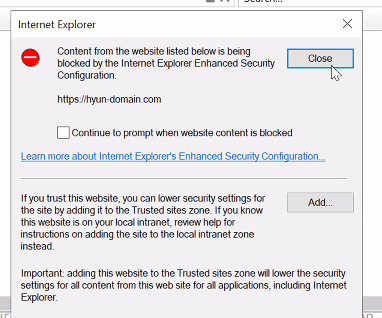 Search...
Internet Explorer
Content from the website listed below is being
blocked by the Internet Explorer Enhanced Security
Configuration.
Close
https://hyun-domain.com
Continue to prompt when website content is blocked
Learn more about Internet Explorer's Enhanced Security Configuration...
If you trust this website, you can lower security settings for
the site by adding it to the Trusted sites zone. If you know
this website is on your local intranet, review help for
instructions on adding the site to the local intranet zone
instead.
Add...
Important: adding this website to the Trusted sites zone will lower the security
settings for all content from this web site for all applications, including Internet
Explorer.